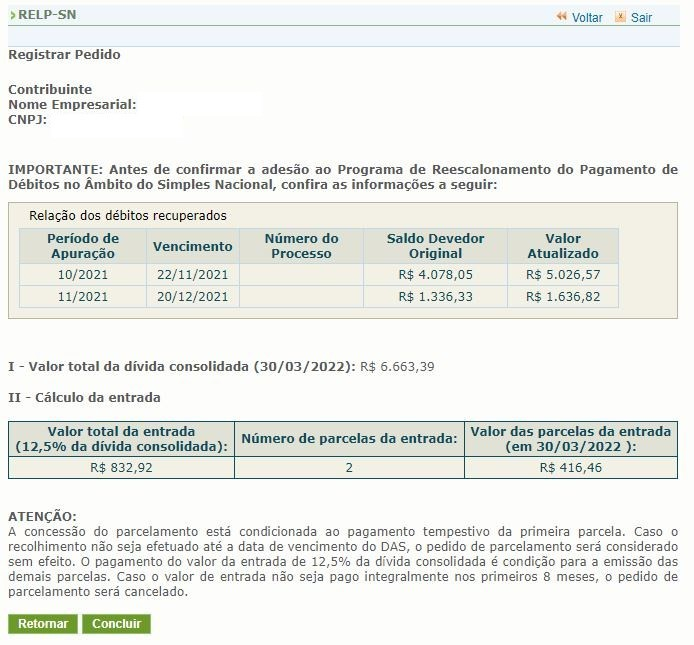 RELP-SN
Voltar Sair
Registrar Pedido
Contribuinte
Nome Empresarial:
CNPJ:
IMPORTANTE: Antes de confirmar a adesão ao Programa de Reescalonamento do Pagamento de
Débitos no Âmbito do Simples Nacional, confira as informações a seguir:
Relação dos débitos recuperados
Período de Apuração Vencimento Número do Processo Saldo Devedor Original Valor Atualizado
10/2021 22/11/2021 R$ 4.078,05 R$ 5.026,57
11/2021 20/12/2021 R$ 1.336,33 R$ 1.636,82
I - Valor total da dívida consolidada (30/03/2022): R$ 6.663,39
II - Cálculo da entrada
Valor total da entrada (12,5% da dívida consolidada): Número de parcelas da entrada: Valor das parcelas da entrada (em 30/03/2022 ):
R$ 832,92 2 R$ 416,46
ATENÇÃO:
A concessão do parcelamento está condicionada ao pagamento tempestivo da primeira parcela. Caso o
recolhimento não seja efetuado até a data de vencimento do DAS, o pedido de parcelamento será considerado
sem efeito. O pagamento do valor da entrada de 12,5% da dívida consolidada é condição para a emissão das
demais parcelas. Caso o valor de entrada não seja pago integralmente nos primeiros 8 meses, o pedido de
parcelamento será cancelado.
Retornar Concluir